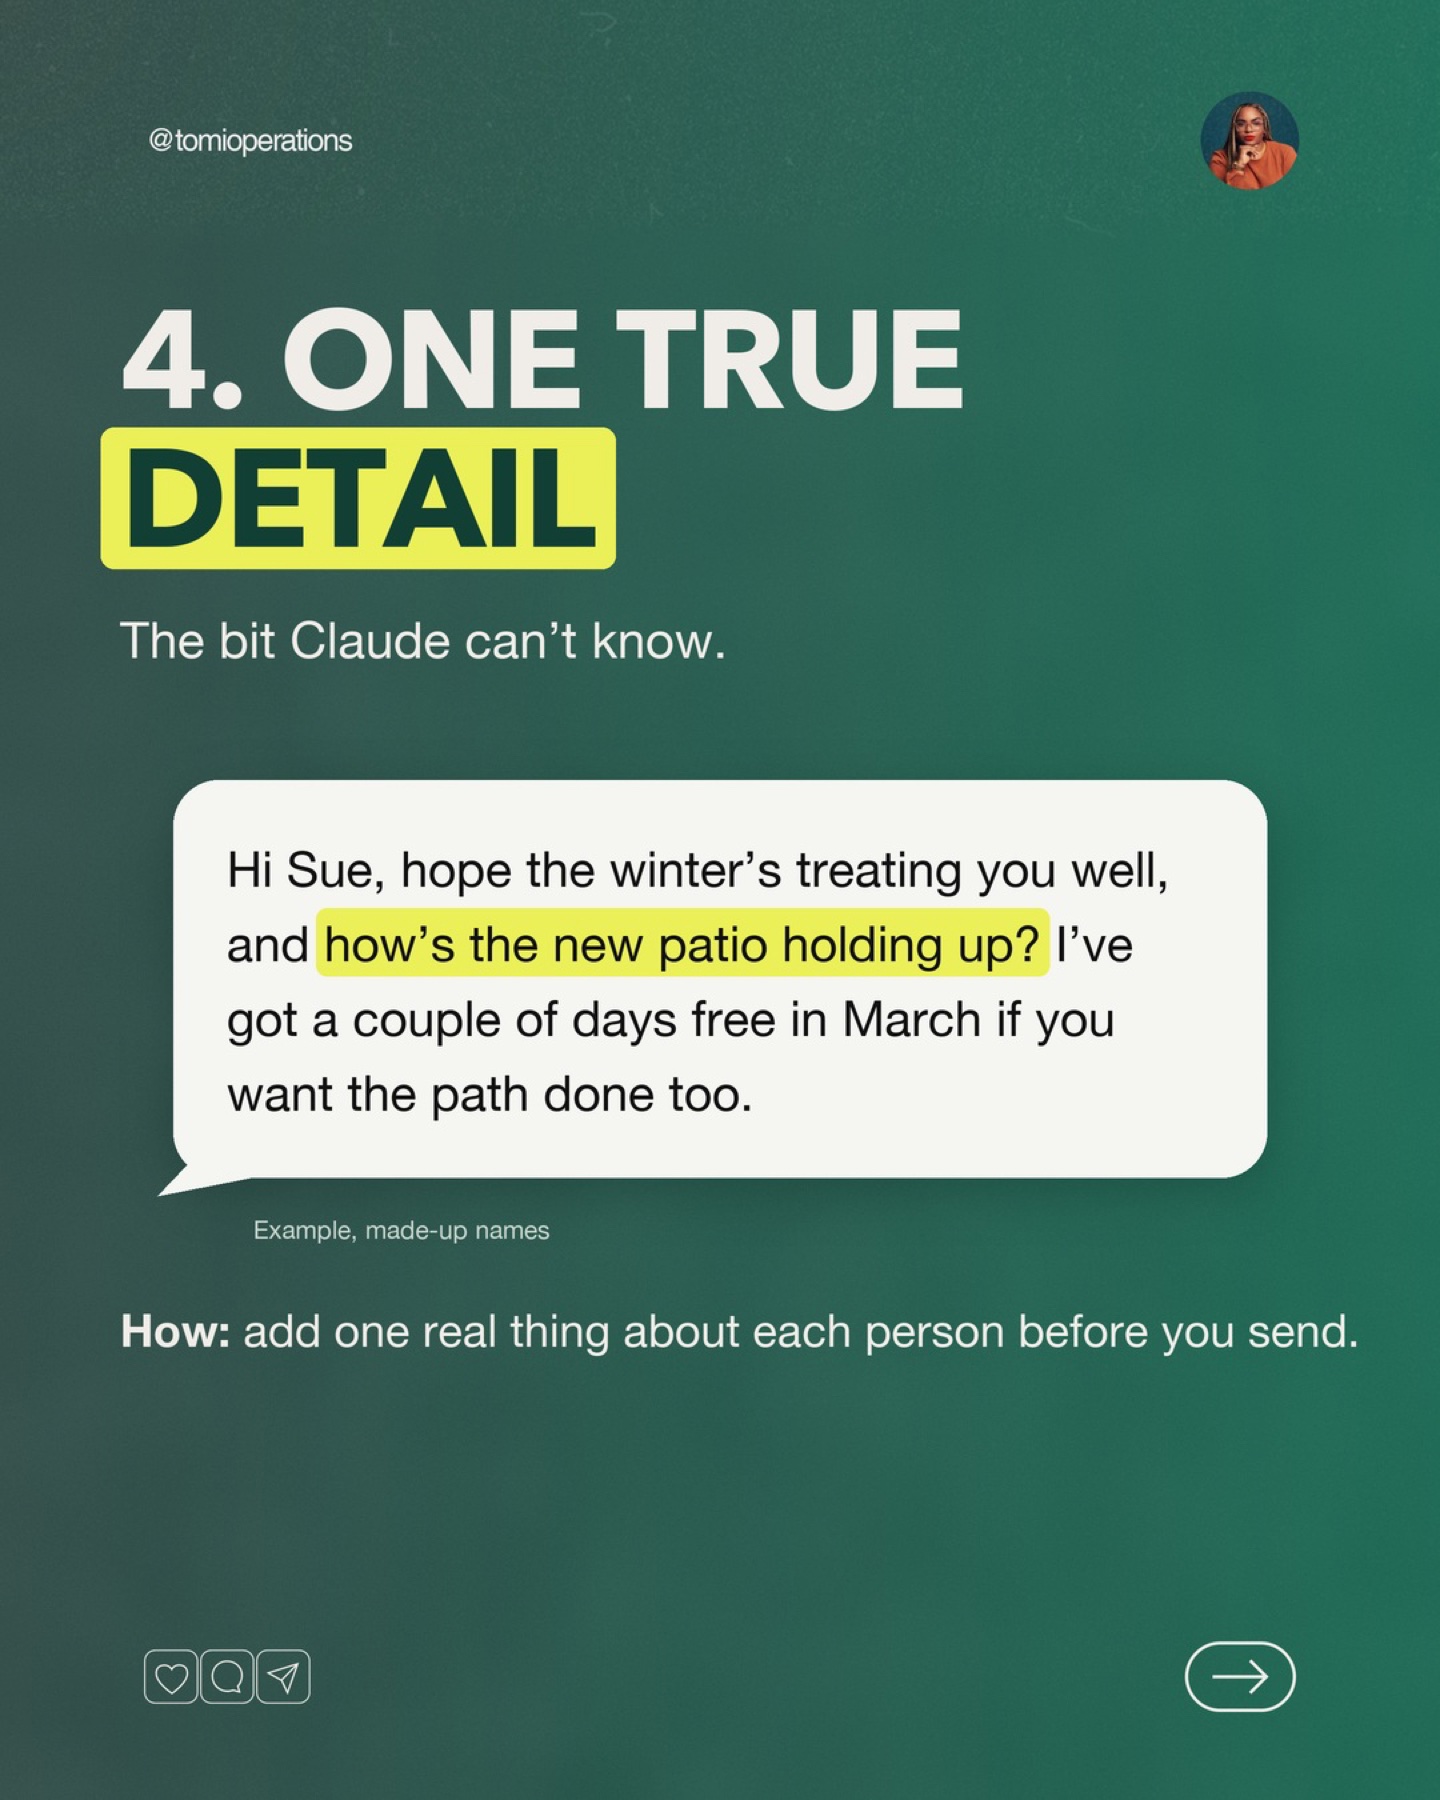 @tomioperations
4. ONE TRUE
DETAIL
The bit Claude can’t know.
Hi Sue, hope the winter’s treating you well,
and how’s the new patio holding up? I’ve
got a couple of days free in March if you
want the path done too.
Example, made-up names
How: add one real thing about each person before you send.